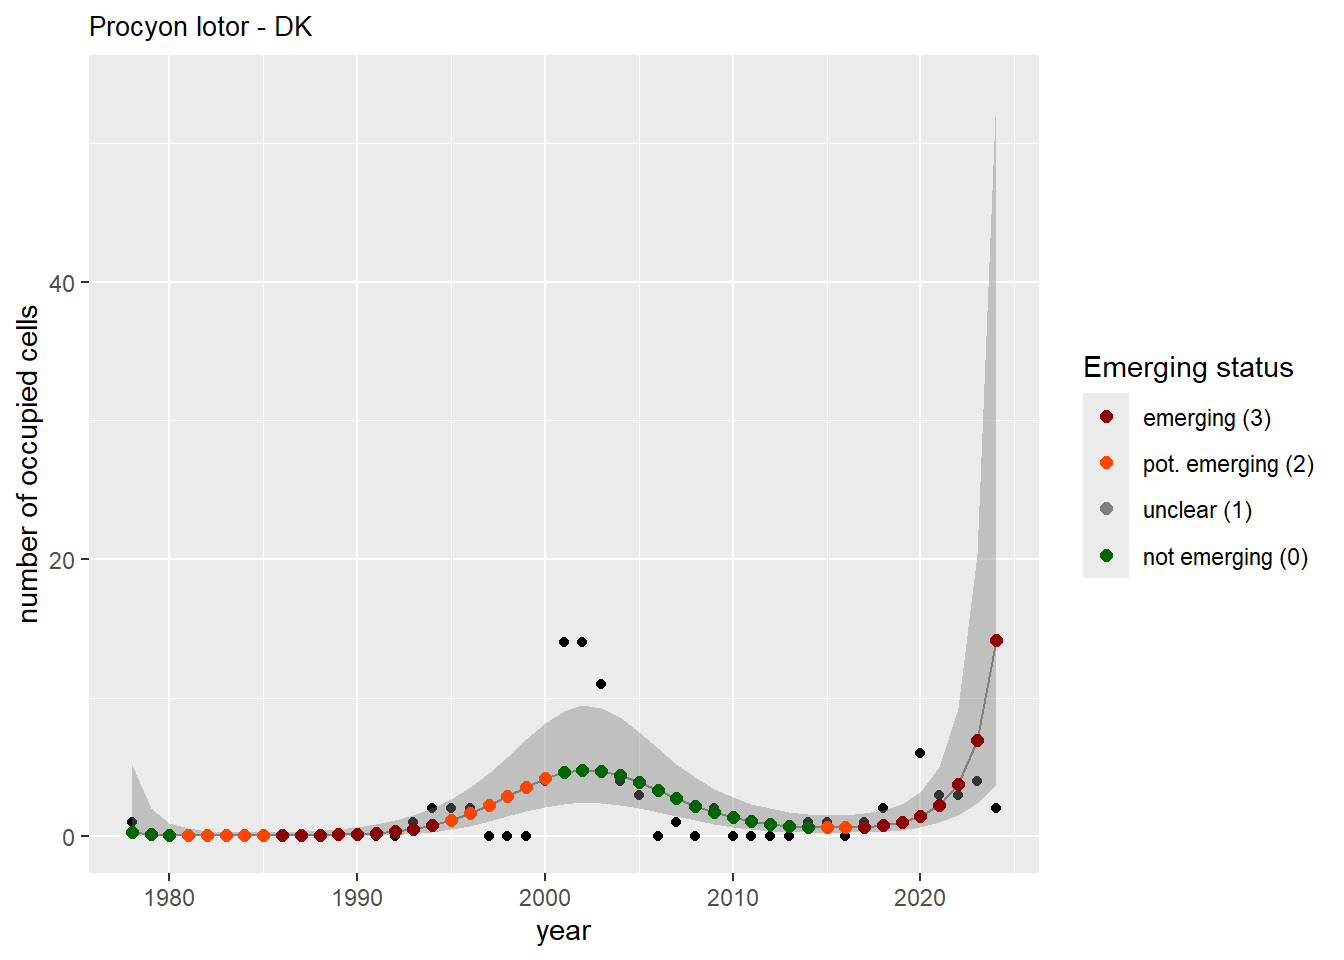 Procyon lotor - DK
number of occupied cells
40
20
0
1980
1990
2000
2010
2020
year
Emerging status
emerging (3)
pot. emerging (2)
unclear (1)
not emerging (0)